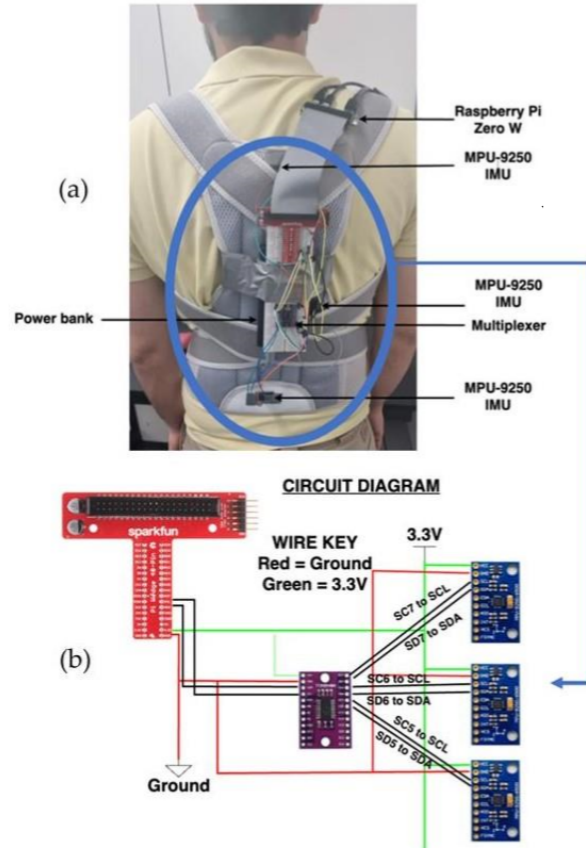 (a)
Raspberry Pi
Zero W
MPU-9250
IMU
MPU-9250
IMU
Power bank
Multiplexer
MPU-9250
IMU
CIRCUIT DIAGRAM
sparkfun
WIRE KEY
Red = Ground
Green = 3.3V
3.3V
(b)
SC7 to SCL
SD7 to SDA
SC6 to SCL
SD6 to SDA
SC5 to SCL
SD5 to SDA
Ground